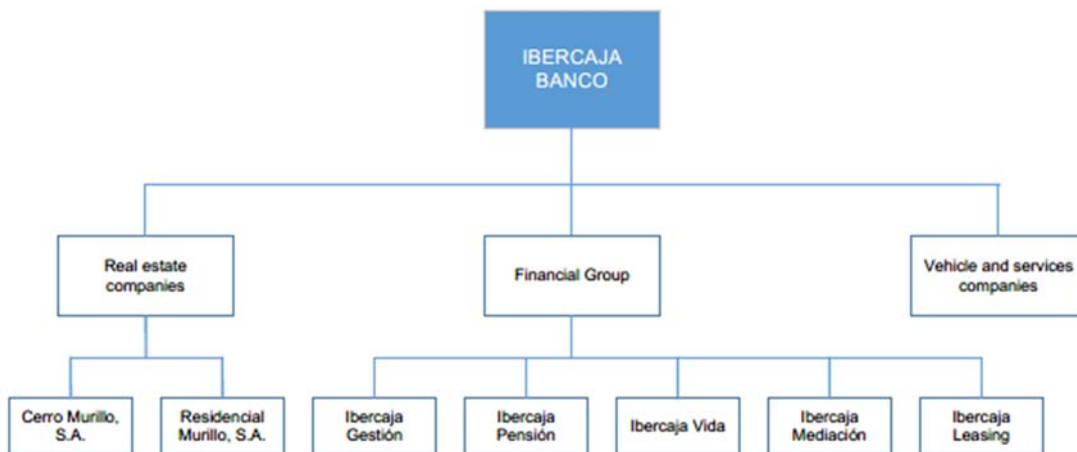 IBERCAJA
BANCO
Real estate
companies
Financial Group
Vehicle and services
companies
Cerro Murillo,
S.A.
Residencial
Murillo, S.A.
Ibercaja
Gestión
Ibercaja
Pensión
Ibercaja Vida
Ibercaja
Mediación
Ibercaja
Leasing